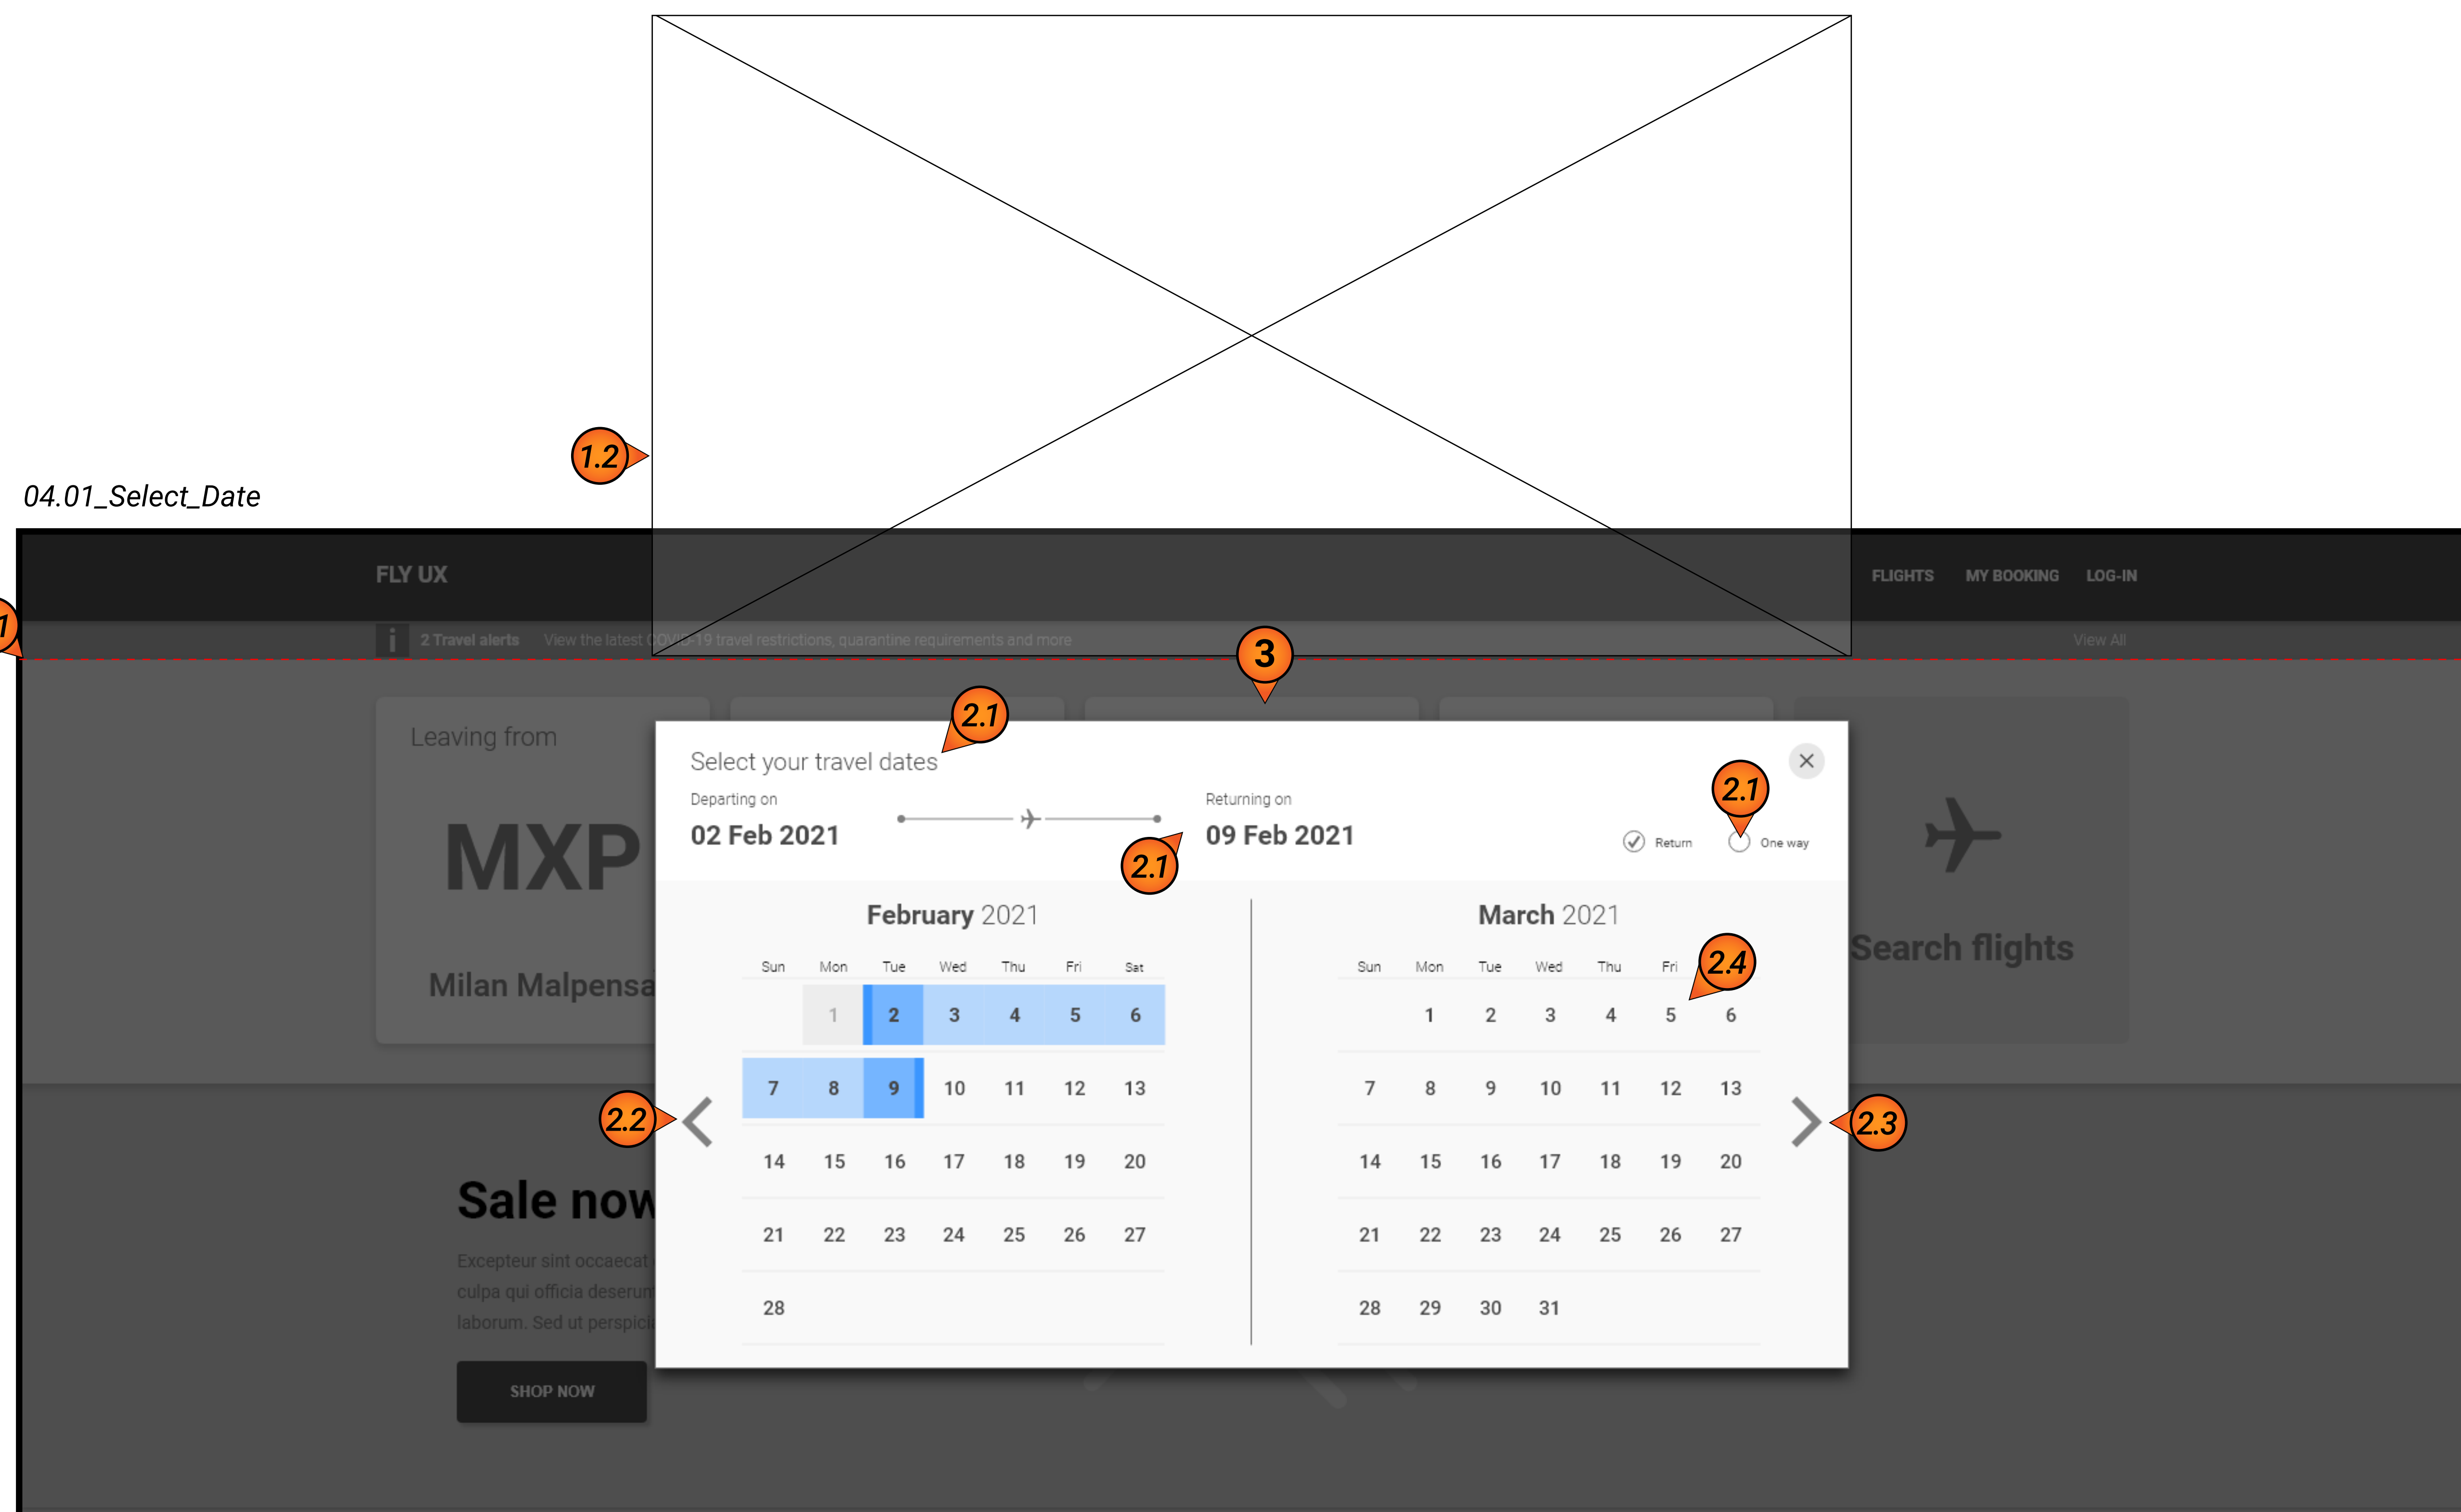 1.2
04.01_Select_Date
FLY UX
FLIGHTS MY BOOKING LOG-IN
1
i 2 Travel alerts View the latest COVID-19 travel restrictions, quarantine requirements and more
View All
3
2.1
Leaving from
Select your travel dates
2.1
Departing on
02 Feb 2021
Returning on
09 Feb 2021
Return One way
2.1
MXP
Milan Malpensa
Search flights
February 2021
Sun Mon Tue Wed Thu Fri Sat
1 2 3 4 5 6
7 8 9 10 11 12 13
14 15 16 17 18 19 20
21 22 23 24 25 26 27
28
March 2021
Sun Mon Tue Wed Thu Fri
2.4
1 2 3 4 5 6
7 8 9 10 11 12 13
14 15 16 17 18 19 20
21 22 23 24 25 26 27
28 29 30 31
2.2
2.3
Sale now
Excepteur sint occaecat
culpa qui officia deserun
laborum. Sed ut perspici
SHOP NOW